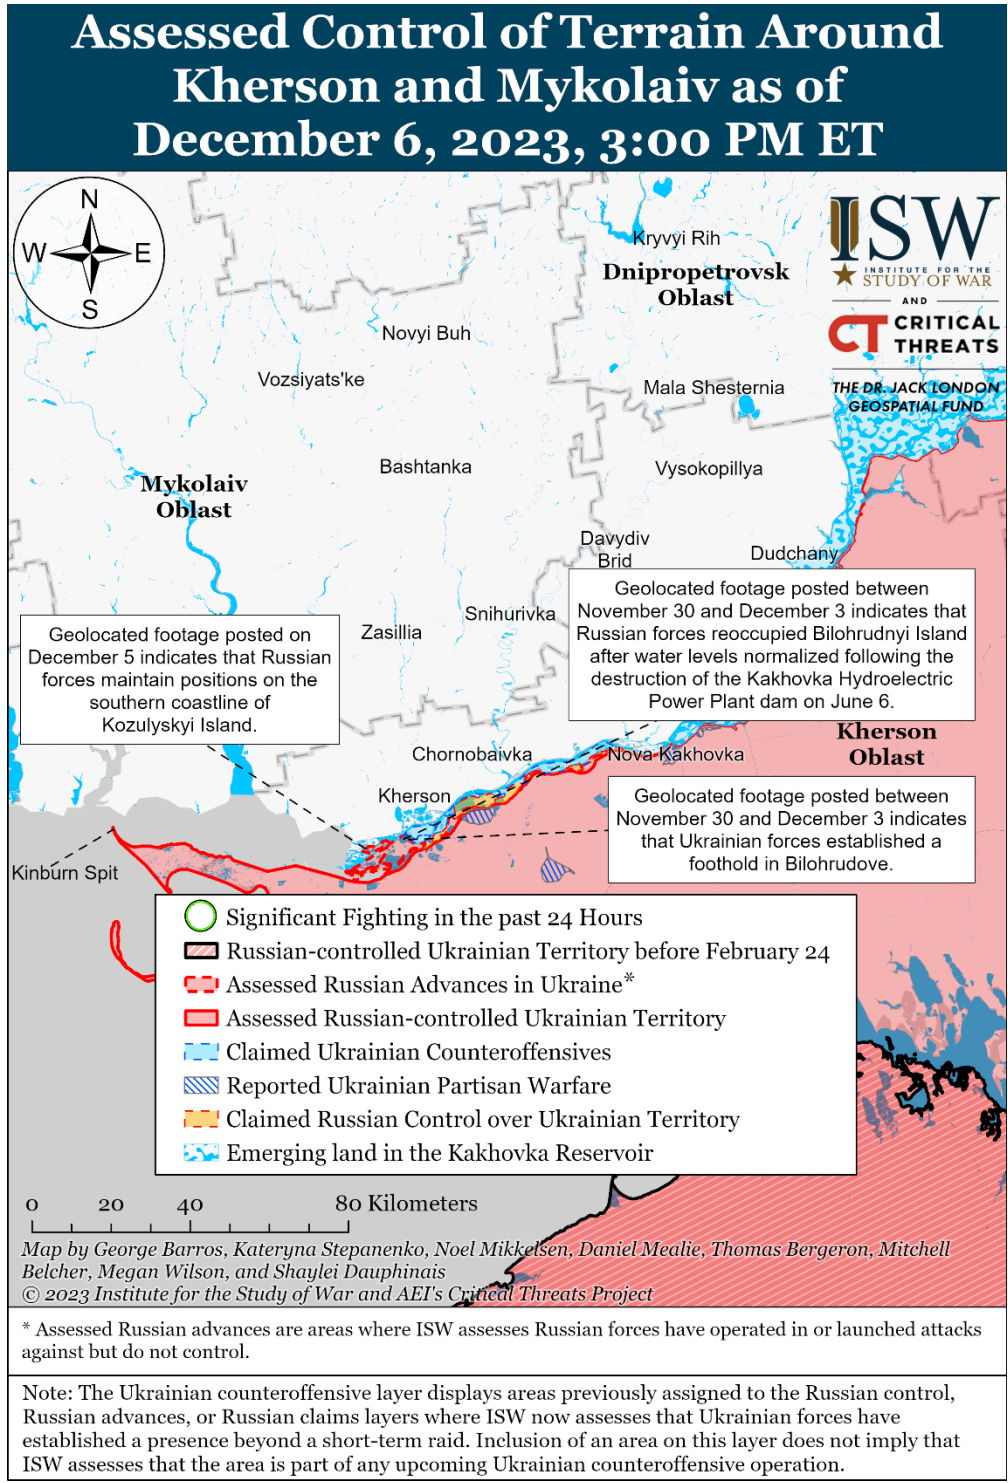 Assessed Control of Terrain Around
Kherson and Mykolaiv as of
December 6, 2023, 3:00 PM ET
N
W
E
S
ISW
INSTITUTE FOR THE
STUDY OF WAR
AND
CT CRITICAL
THREATS
THE DR. JACK LONDON
GEOSPATIAL FUND
Kryvyi Rih
Dnipropetrovsk
Oblast
Novyi Buh
Vozsiyats'ke
Mala Shesternia
Bashtanka
Vysokopillya
Mykolaiv
Oblast
Davydiv
Brid
Dudchany
Geolocated footage posted between
November 30 and December 3 indicates that
Russian forces reoccupied Bilohrudnyi Island
after water levels normalized following the
destruction of the Kakhovka Hydroelectric
Power Plant dam on June 6.
Snihurivka
Zasillia
Geolocated footage posted on
December 5 indicates that Russian
forces maintain positions on the
southern coastline of
Kozulyskyi Island.
Kherson
Oblast
Chornobaivka
Nova Kakhovka
Kherson
Geolocated footage posted between
November 30 and December 3 indicates
that Ukrainian forces established a
foothold in Bilohrudove.
Kinburn Spit
Significant Fighting in the past 24 Hours
Russian-controlled Ukrainian Territory before February 24
Assessed Russian Advances in Ukraine*
Assessed Russian-controlled Ukrainian Territory
Claimed Ukrainian Counteroffensives
Reported Ukrainian Partisan Warfare
Claimed Russian Control over Ukrainian Territory
Emerging land in the Kakhovka Reservoir
0 20 40 80 Kilometers
Map by George Barros, Kateryna Stepanenko, Noel Mikkelsen, Daniel Mealie, Thomas Bergeron, Mitchell
Belcher, Megan Wilson, and Shaylei Dauphinais
© 2023 Institute for the Study of War and AEI's Critical Threats Project
* Assessed Russian advances are areas where ISW assesses Russian forces have operated in or launched attacks
against but do not control.
Note: The Ukrainian counteroffensive layer displays areas previously assigned to the Russian control,
Russian advances, or Russian claims layers where ISW now assesses that Ukrainian forces have
established a presence beyond a short-term raid. Inclusion of an area on this layer does not imply that
ISW assesses that the area is part of any upcoming Ukrainian counteroffensive operation.